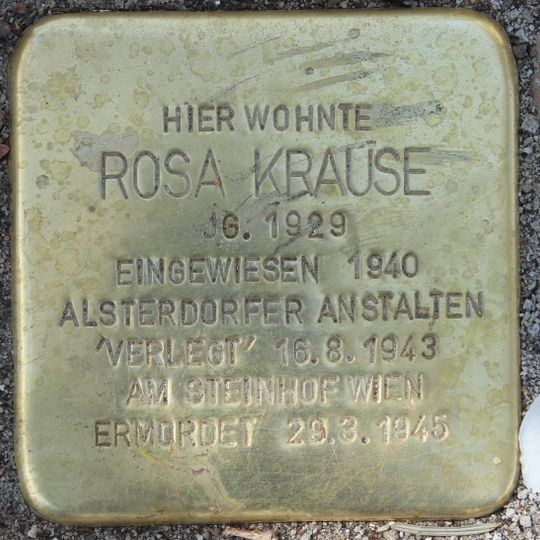 HIER WOHNTE
ROSA KRAUSE
JG. 1929
EINGEWIESEN 1940
ALSTERDORFER ANSTALTEN
'VERLEGT' 16.8.1943
AM STEINHOF WIEN
ERMORDET 29.3.1945